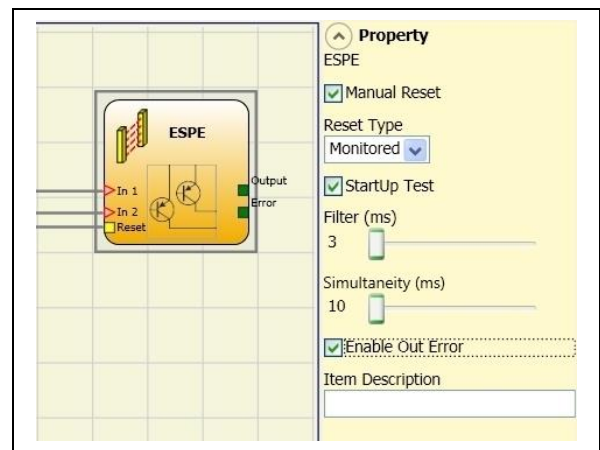 ESPE
In 1
In 2
Reset
Output
Error
Property
ESPE
Manual Reset
Reset Type
Monitored
StartUp Test
Filter (ms)
3
Simultaneity (ms)
10
Enable Out Error
Item Description